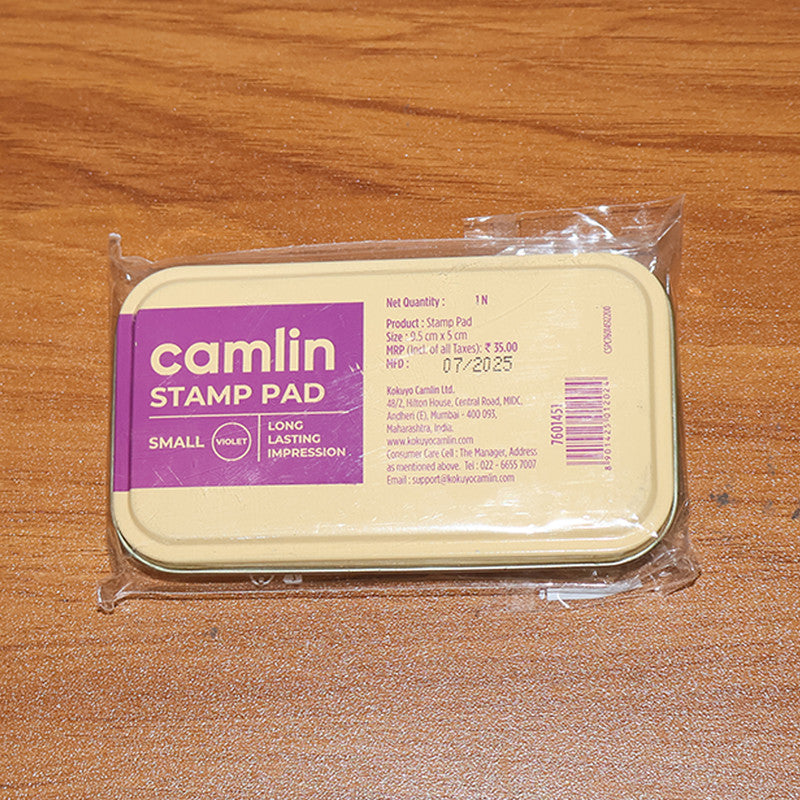 camlin
STAMP PAD
SMALL
VIOLET
LONG
LASTING
IMPRESSION
Net Quantity : 1 N
Product : Stamp Pad
Size : 9.5 cm x 5 cm
MRP (Incl. of all Taxes): ₹ 35.00
MFD : 07/2025
Kokuyo Camlin Ltd.
48/2, Hilton House, Central Road, MIDC,
Andheri (E), Mumbai - 400 093,
Maharashtra, India.
www.kokuyocamlin.com
Consumer Care Cell : The Manager, Address
as mentioned above. Tel : 022 - 6655 7007
Email : support@kokuyocamlin.com
7601451
8 901425 012024